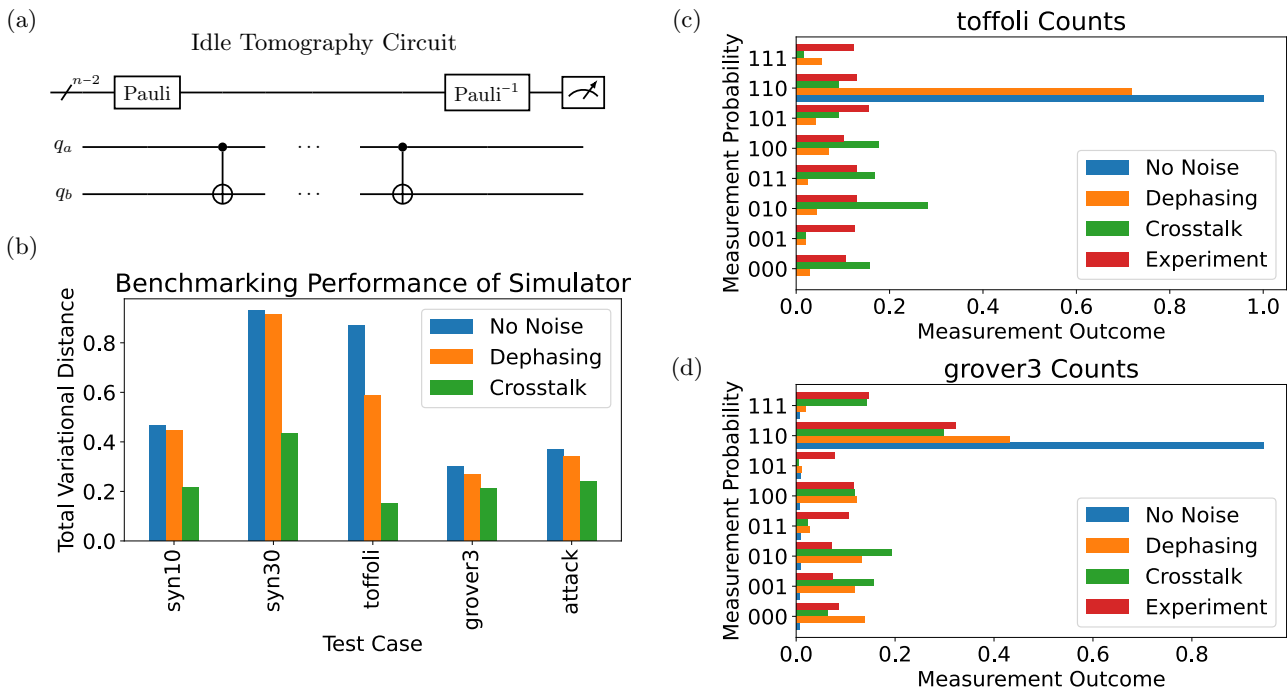 (a)
Idle Tomography Circuit
n−2
Pauli
Pauli⁻¹
q_a
· · ·
q_b
· · ·
(b)
Benchmarking Performance of Simulator
Total Variational Distance
0.8
0.6
0.4
0.2
0.0
No Noise
Dephasing
Crosstalk
syn10
syn30
toffoli
grover3
attack
Test Case
(c)
toffoli Counts
Measurement Probability
111
110
101
100
011
010
001
000
No Noise
Dephasing
Crosstalk
Experiment
0.0
0.2
0.4
0.6
0.8
1.0
Measurement Outcome
(d)
grover3 Counts
Measurement Probability
111
110
101
100
011
010
001
000
No Noise
Dephasing
Crosstalk
Experiment
0.0
0.2
0.4
0.6
0.8
Measurement Outcome